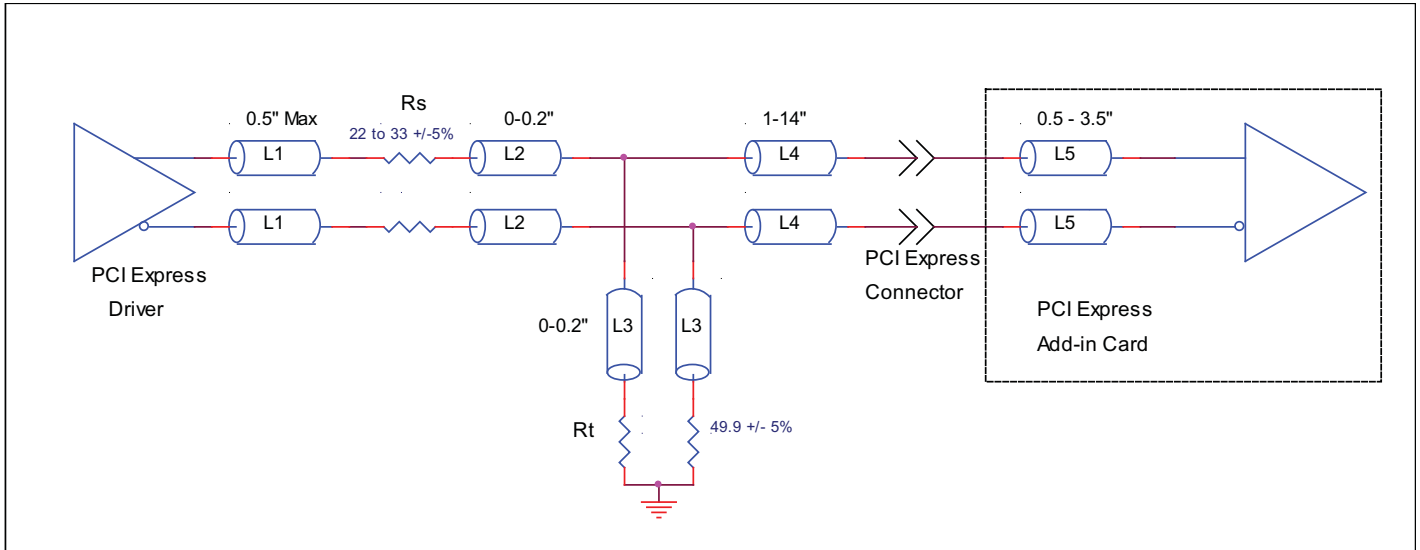 Rs
0.5" Max
22 to 33 +/-5%
0-0.2"
1-14"
0.5 - 3.5"
L1
L2
L4
L5
L1
L2
L4
L5
PCI Express
Driver
PCI Express
Connector
PCI Express
Add-in Card
0-0.2"
L3
L3
Rt
49.9 +/- 5%